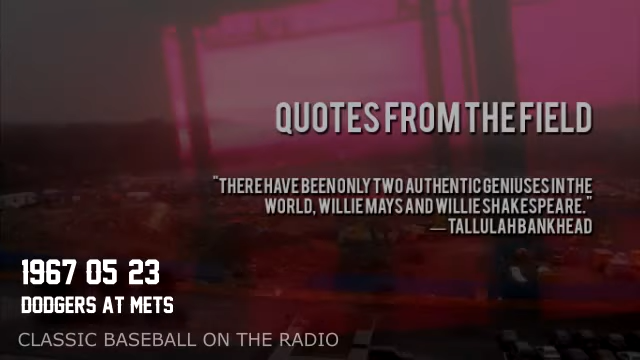 QUOTES FROM THE FIELD
"THERE HAVE BEEN ONLY TWO AUTHENTIC GENIUSES IN THE
WORLD, WILLIE MAYS AND WILLIE SHAKESPEARE."
— TALLULAH BANKHEAD
1967 05 23
DODGERS AT METS
CLASSIC BASEBALL ON THE RADIO